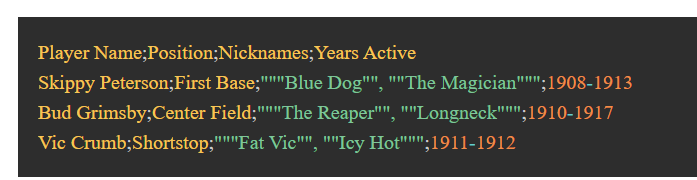 Player Name;Position;Nicknames;Years Active
Skippy Peterson;First Base;"""Blue Dog"", ""The Magician""";1908-1913
Bud Grimsby;Center Field;"""The Reaper"", ""Longneck""";1910-1917
Vic Crumb;Shortstop;"""Fat Vic"", ""Icy Hot""";1911-1912